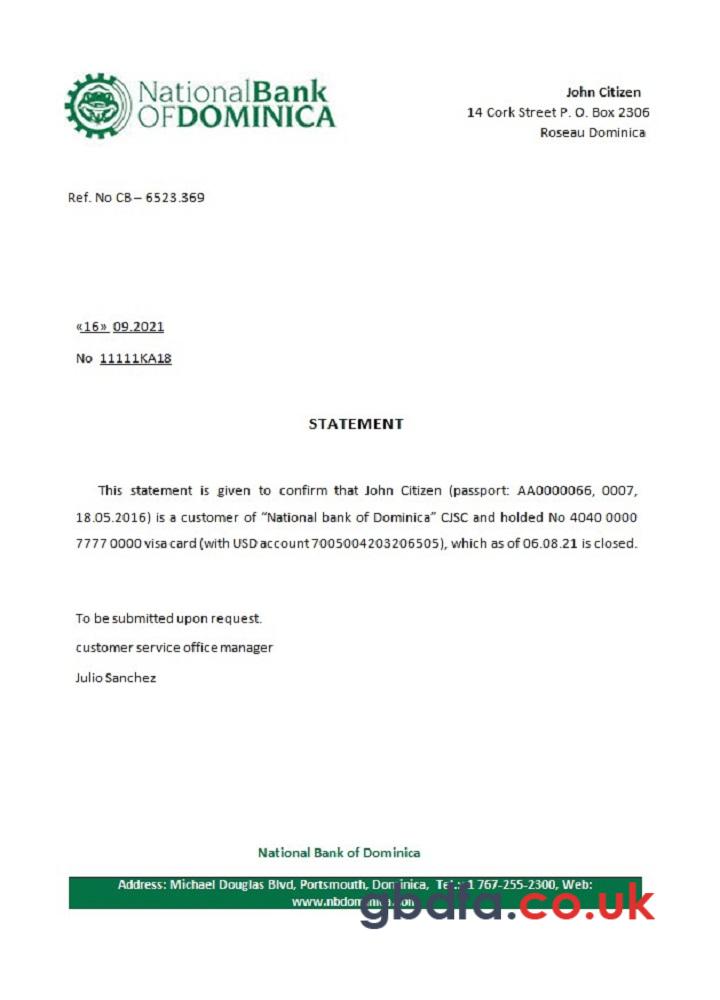 NationalBank
OFDOMINICA
John Citizen
14 Cork Street P. O. Box 2306
Roseau Dominica
Ref. No CB – 6523.369
«16» 09.2021
No 11111KA18
STATEMENT
This statement is given to confirm that John Citizen (passport: AA0000066, 0007,
18.05.2016) is a customer of “National bank of Dominica” CJSC and holded No 4040 0000
7777 0000 visa card (with USD account 7005004203206505), which as of 06.08.21 is closed.
To be submitted upon request.
customer service office manager
Julio Sanchez
National Bank of Dominica
Address: Michael Douglas Blvd, Portsmouth, Dominica, Tel.: 1 767-255-2300, Web:
www.nbdominica.com
gbdta.co.uk